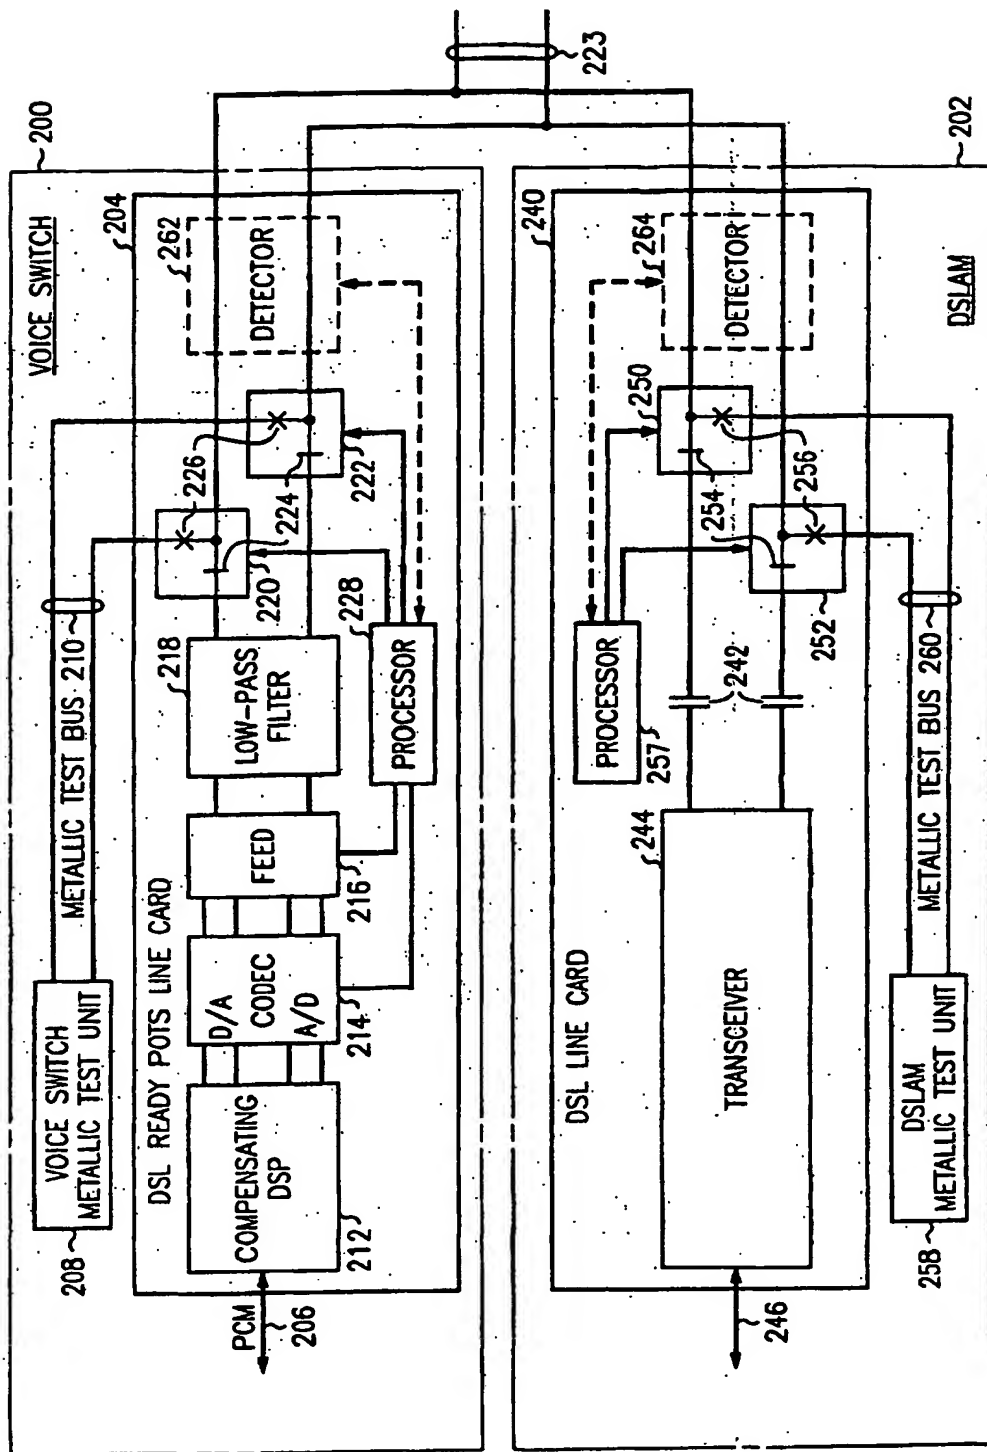 VOICE SWITCH
200
204
262
DETECTOR
223
226
224
222
220
228
PROCESSOR
METALLIC TEST BUS 210
VOICE SWITCH
METALLIC TEST UNIT
208
DSL READY POTS LINE CARD
218
LOW-PASS
FILTER
FEED
216
D/A
CODEC
A/D
214
COMPENSATING
DSP
212
PCM
206
202
DSLAM
240
264
DETECTOR
250
254
256
252
PROCESSOR
257
242
DSL LINE CARD
244
TRANSCEIVER
246
METALLIC TEST BUS 260
DSLAM
METALLIC TEST UNIT
258